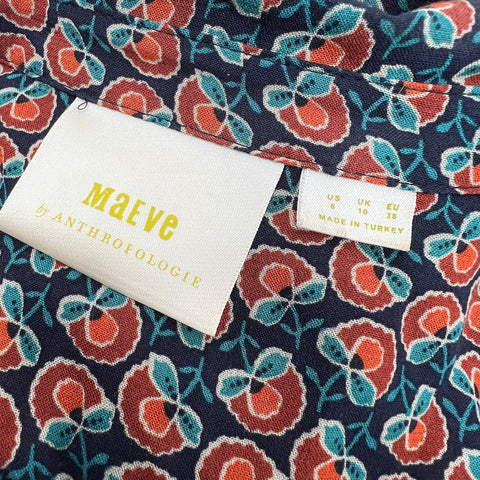 MaEve
by ANTHROPOLOGIE
US UK EU
6 10 38
MADE IN TURKEY